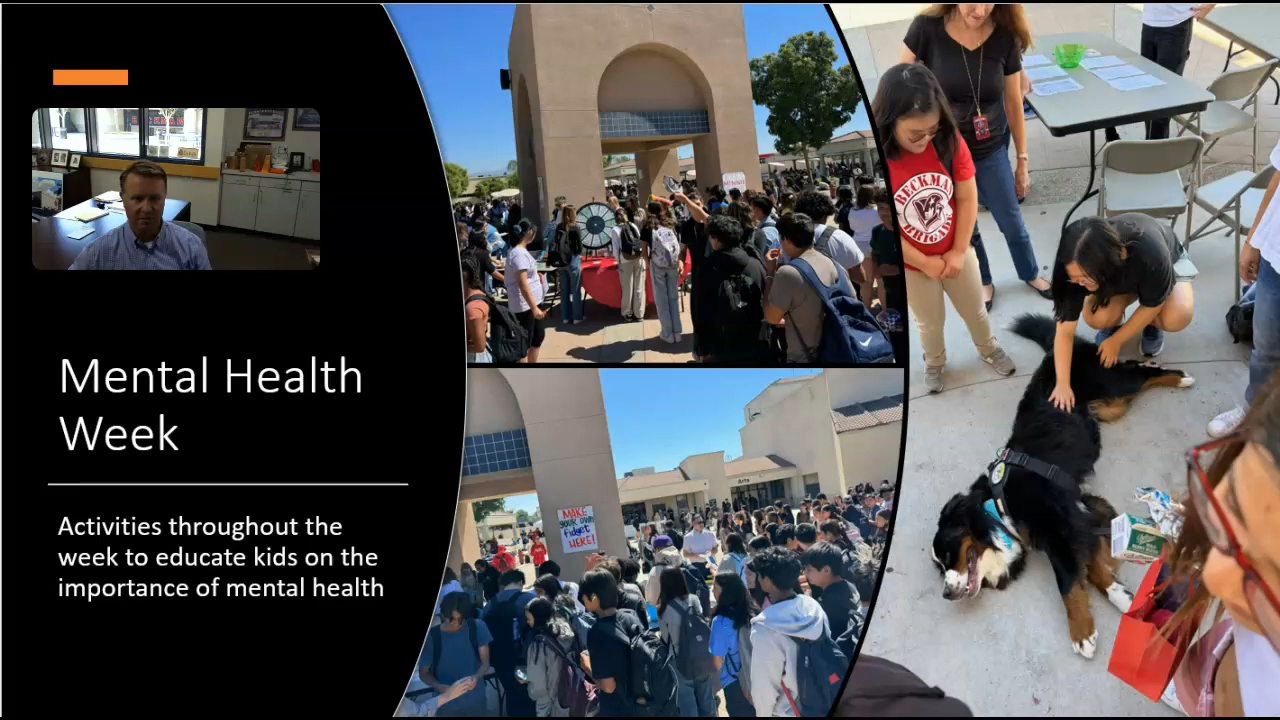 Mental Health
Week
Activities throughout the
week to educate kids on the
importance of mental health
MAKE
YOUR OWN
Fidget
HERE!
Arts
BECKMAN
BRIGADE